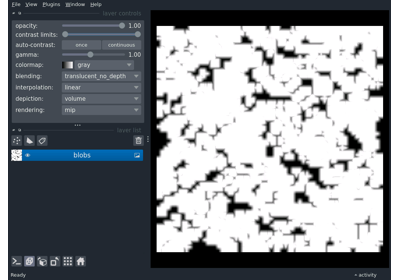 File View Plugins Window Help
layer controls
opacity: 1.00
contrast limits:
auto-contrast: once continuous
gamma: 1.00
colormap: gray
blending: translucent_no_depth
interpolation: linear
depiction: volume
rendering: mip
layer list
blobs
Ready
activity